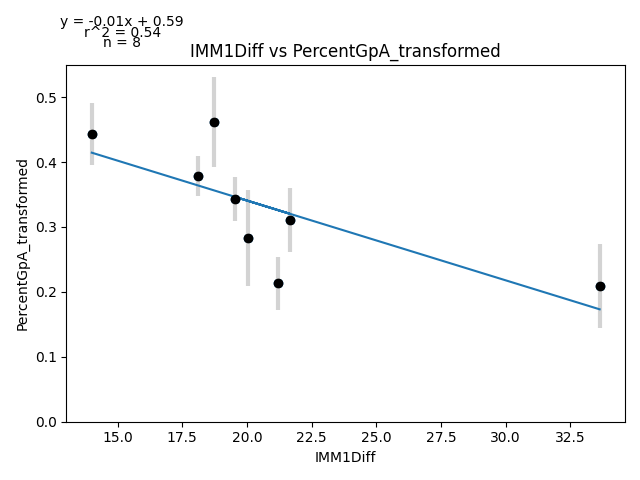 y = -0.01x + 0.59
r^2 = 0.54
n = 8
IMM1Diff vs PercentGpA_transformed
PercentGpA_transformed
0.5
0.4
0.3
0.2
0.1
0.0
15.0 17.5 20.0 22.5 25.0 27.5 30.0 32.5
IMM1Diff